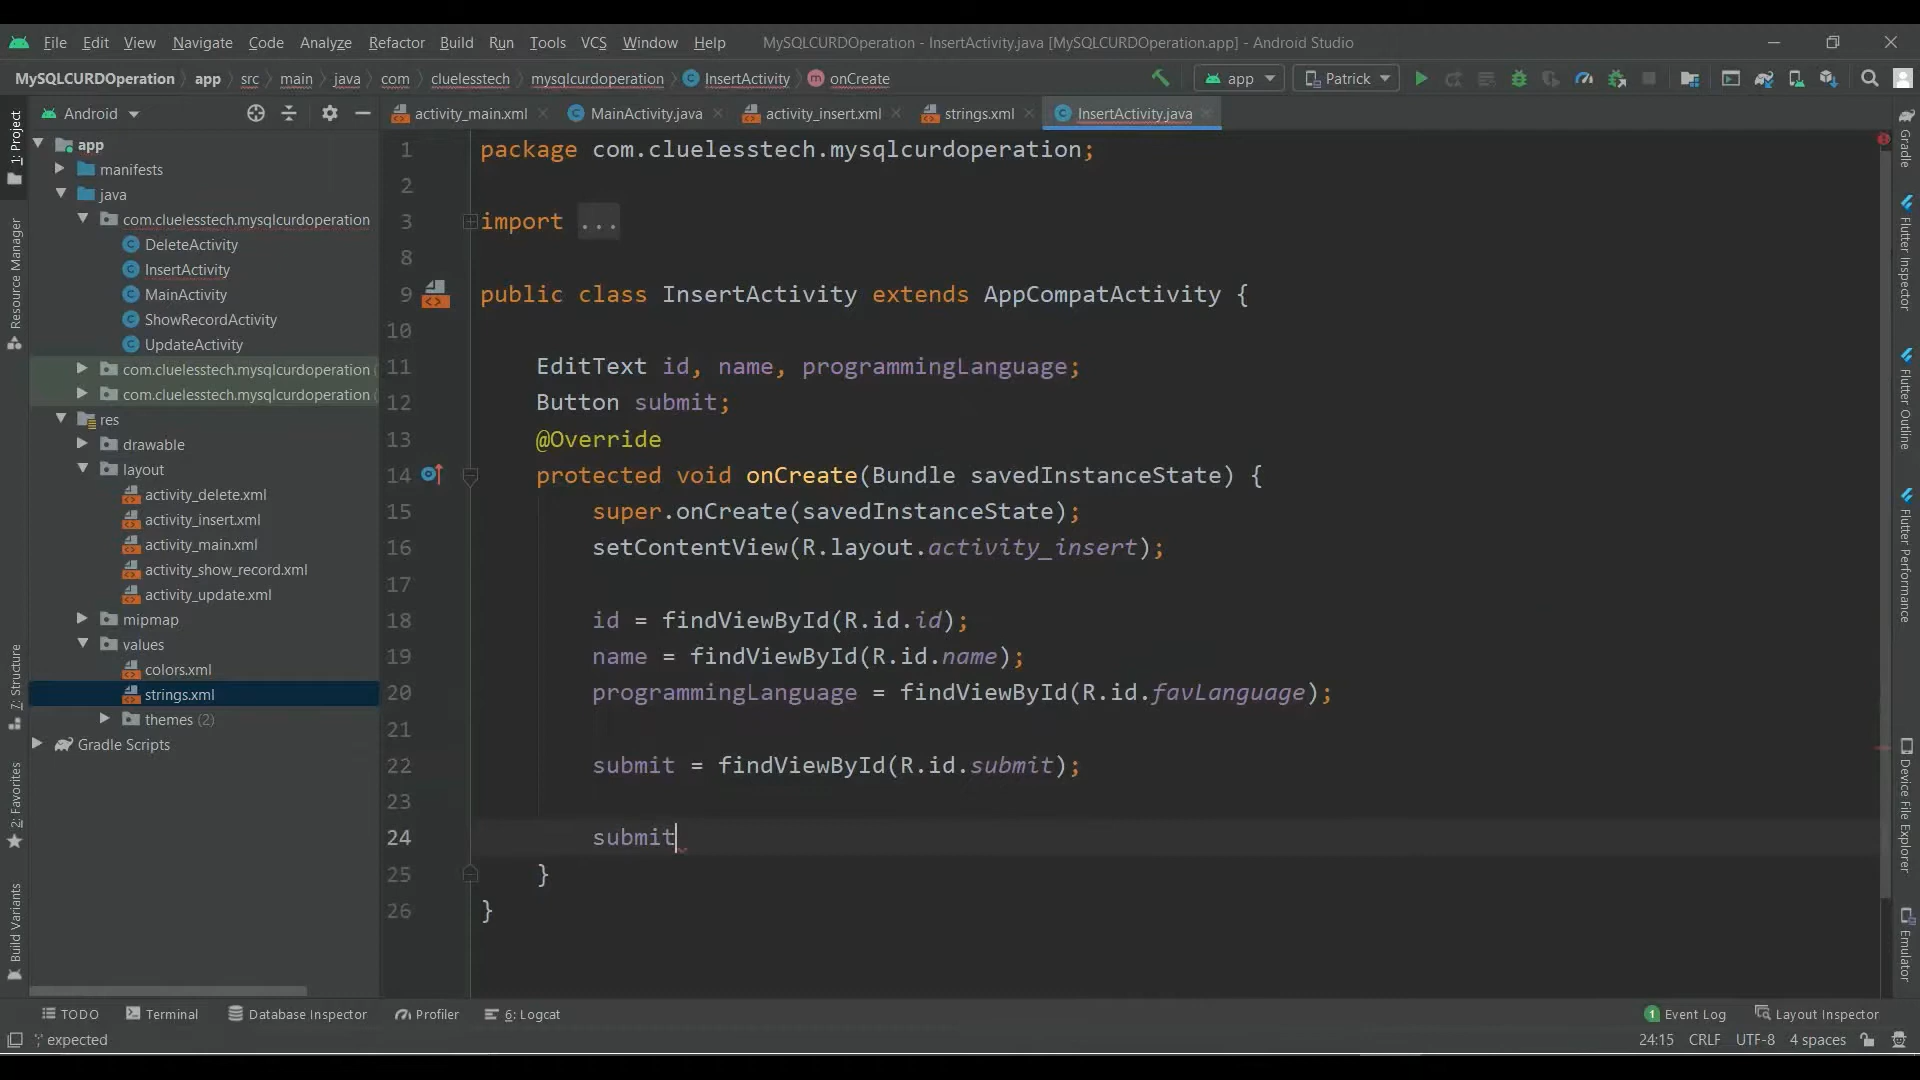 File Edit View Navigate Code Analyze Refactor Build Run Tools VCS Window Help MySQLCURDOperation - InsertActivity.java [MySQLCURDOperation.app] - Android Studio
MySQLCURDOperation app src main java com cluelesstech mysqlcurdoperation InsertActivity onCreate app Patrick
Android
activity_main.xml MainActivity.java activity_insert.xml strings.xml InsertActivity.java
1: Project
Resource Manager
7: Structure
2: Favorites
Build Variants
app
manifests
java
com.cluelesstech.mysqlcurdoperation
DeleteActivity
InsertActivity
MainActivity
ShowRecordActivity
UpdateActivity
com.cluelesstech.mysqlcurdoperation (
com.cluelesstech.mysqlcurdoperation (
res
drawable
layout
activity_delete.xml
activity_insert.xml
activity_main.xml
activity_show_record.xml
activity_update.xml
mipmap
values
colors.xml
strings.xml
themes (2)
Gradle Scripts
1 package com.cluelesstech.mysqlcurdoperation;
2
3 import ...
8
9 public class InsertActivity extends AppCompatActivity {
10
11 EditText id, name, programmingLanguage;
12 Button submit;
13 @Override
14 protected void onCreate(Bundle savedInstanceState) {
15 super.onCreate(savedInstanceState);
16 setContentView(R.layout.activity_insert);
17
18 id = findViewById(R.id.id);
19 name = findViewById(R.id.name);
20 programmingLanguage = findViewById(R.id.favLanguage);
21
22 submit = findViewById(R.id.submit);
23
24 submit
25 }
26 }
Gradle
Flutter Inspector
Flutter Outline
Flutter Performance
Device File Explorer
Emulator
TODO Terminal Database Inspector Profiler 6: Logcat 1 Event Log Layout Inspector
';' expected 24:15 CRLF UTF-8 4 spaces